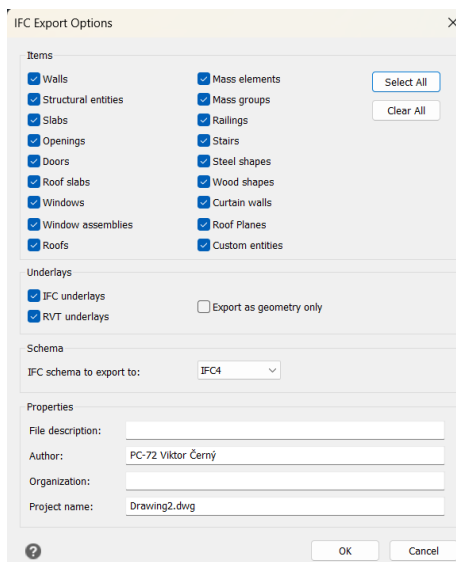 IFC Export Options
Items
Walls
Structural entities
Slabs
Openings
Doors
Roof slabs
Windows
Window assemblies
Roofs
Mass elements
Mass groups
Railings
Stairs
Steel shapes
Wood shapes
Curtain walls
Roof Planes
Custom entities
Select All
Clear All
Underlays
IFC underlays
RVT underlays
Export as geometry only
Schema
IFC schema to export to: IFC4
Properties
File description:
Author: PC-72 Viktor Černý
Organization:
Project name: Drawing2.dwg
? OK Cancel